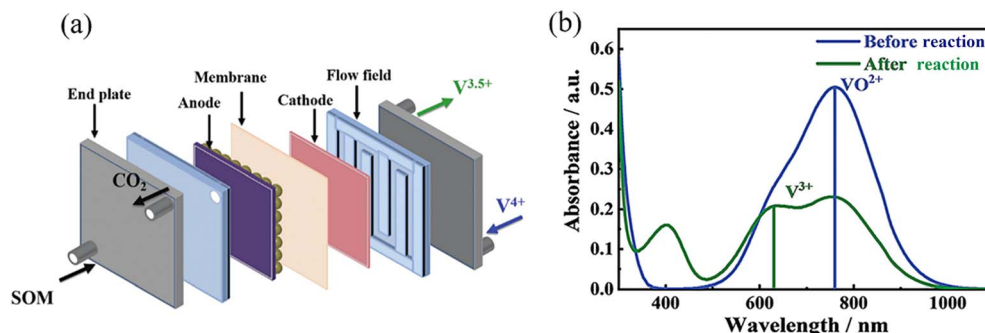 (a)
Membrane
Flow field
V3.5+
End plate
Anode
Cathode
CO2
V4+
SOM
(b)
Before reaction
After reaction
VO2+
V3+
Absorbance / a.u.
0.6
0.5
0.4
0.3
0.2
0.1
0.0
400
600
800
1000
Wavelength / nm